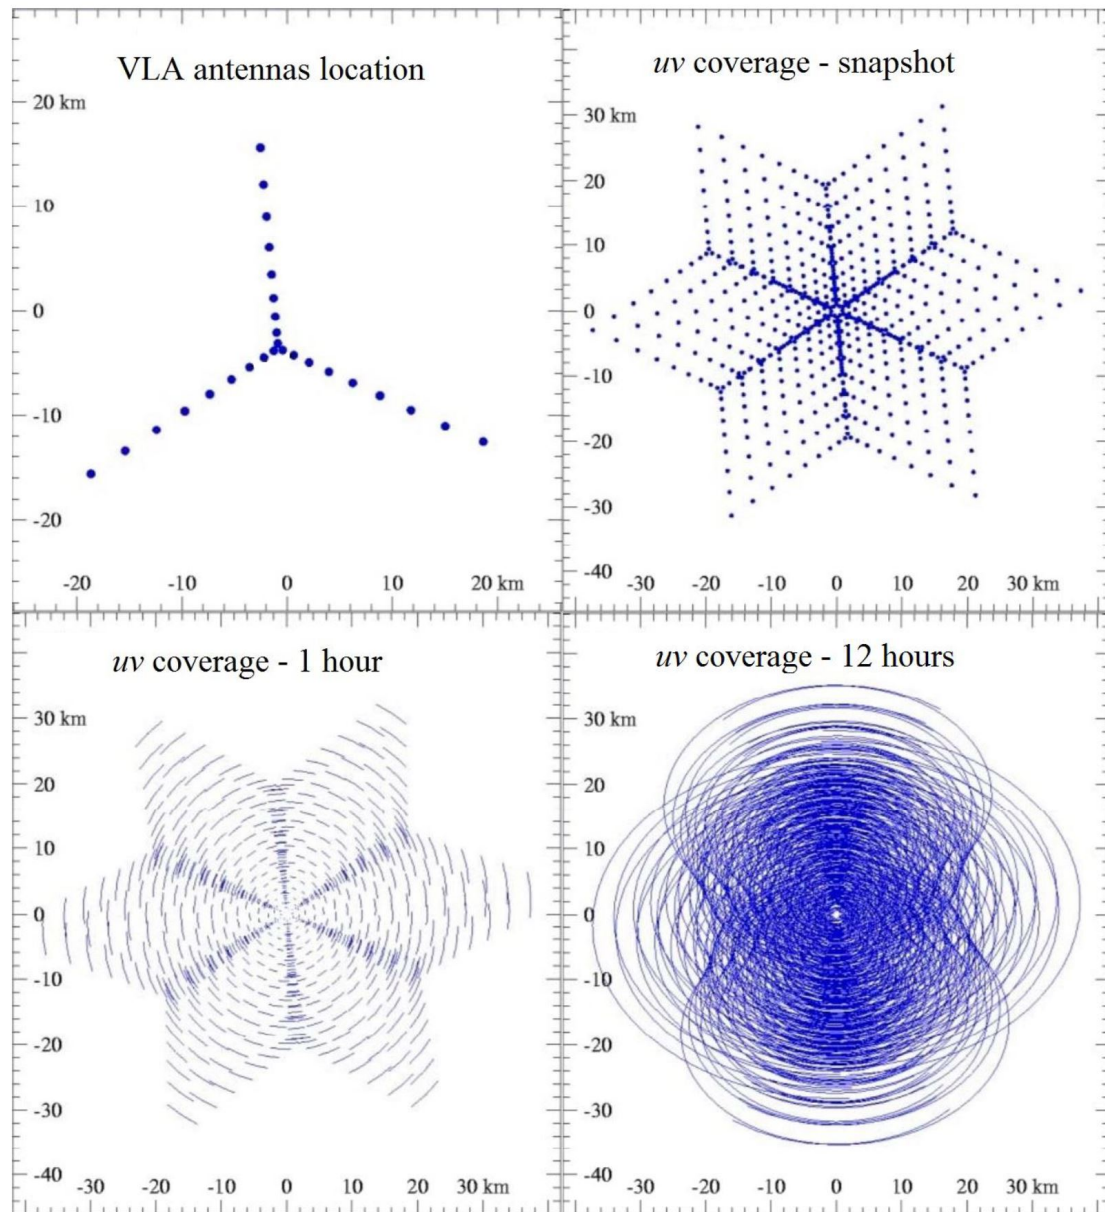 VLA antennas location
20 km
10
0
-10
-20
-20 -10 0 10 20 km
uv coverage - snapshot
30 km
20
10
0
-10
-20
-30
-40
-30 -20 -10 0 10 20 30 km
uv coverage - 1 hour
30 km
20
10
0
-10
-20
-30
-40
-30 -20 -10 0 10 20 30 km
uv coverage - 12 hours
30 km
20
10
0
-10
-20
-30
-40
-30 -20 -10 0 10 20 30 km